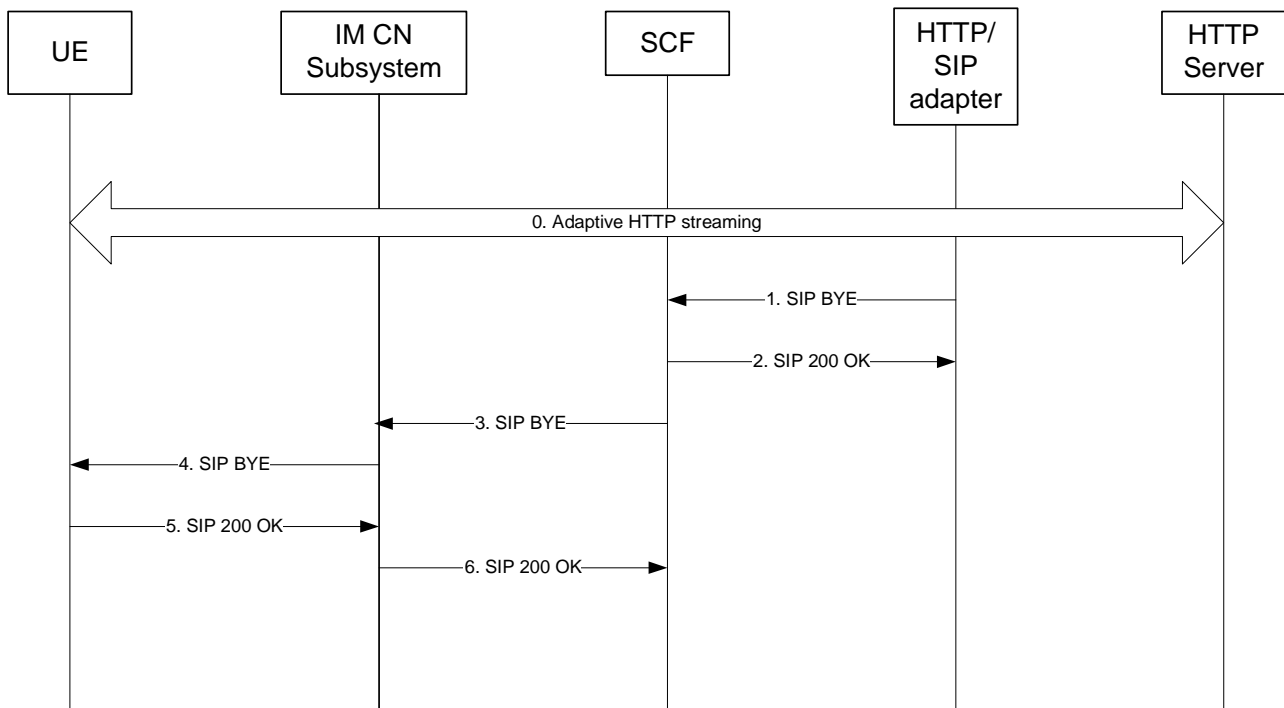 UE
IM CN
Subsystem
SCF
HTTP/
SIP
adapter
HTTP
Server
0. Adaptive HTTP streaming
1. SIP BYE
2. SIP 200 OK
3. SIP BYE
4. SIP BYE
5. SIP 200 OK
6. SIP 200 OK